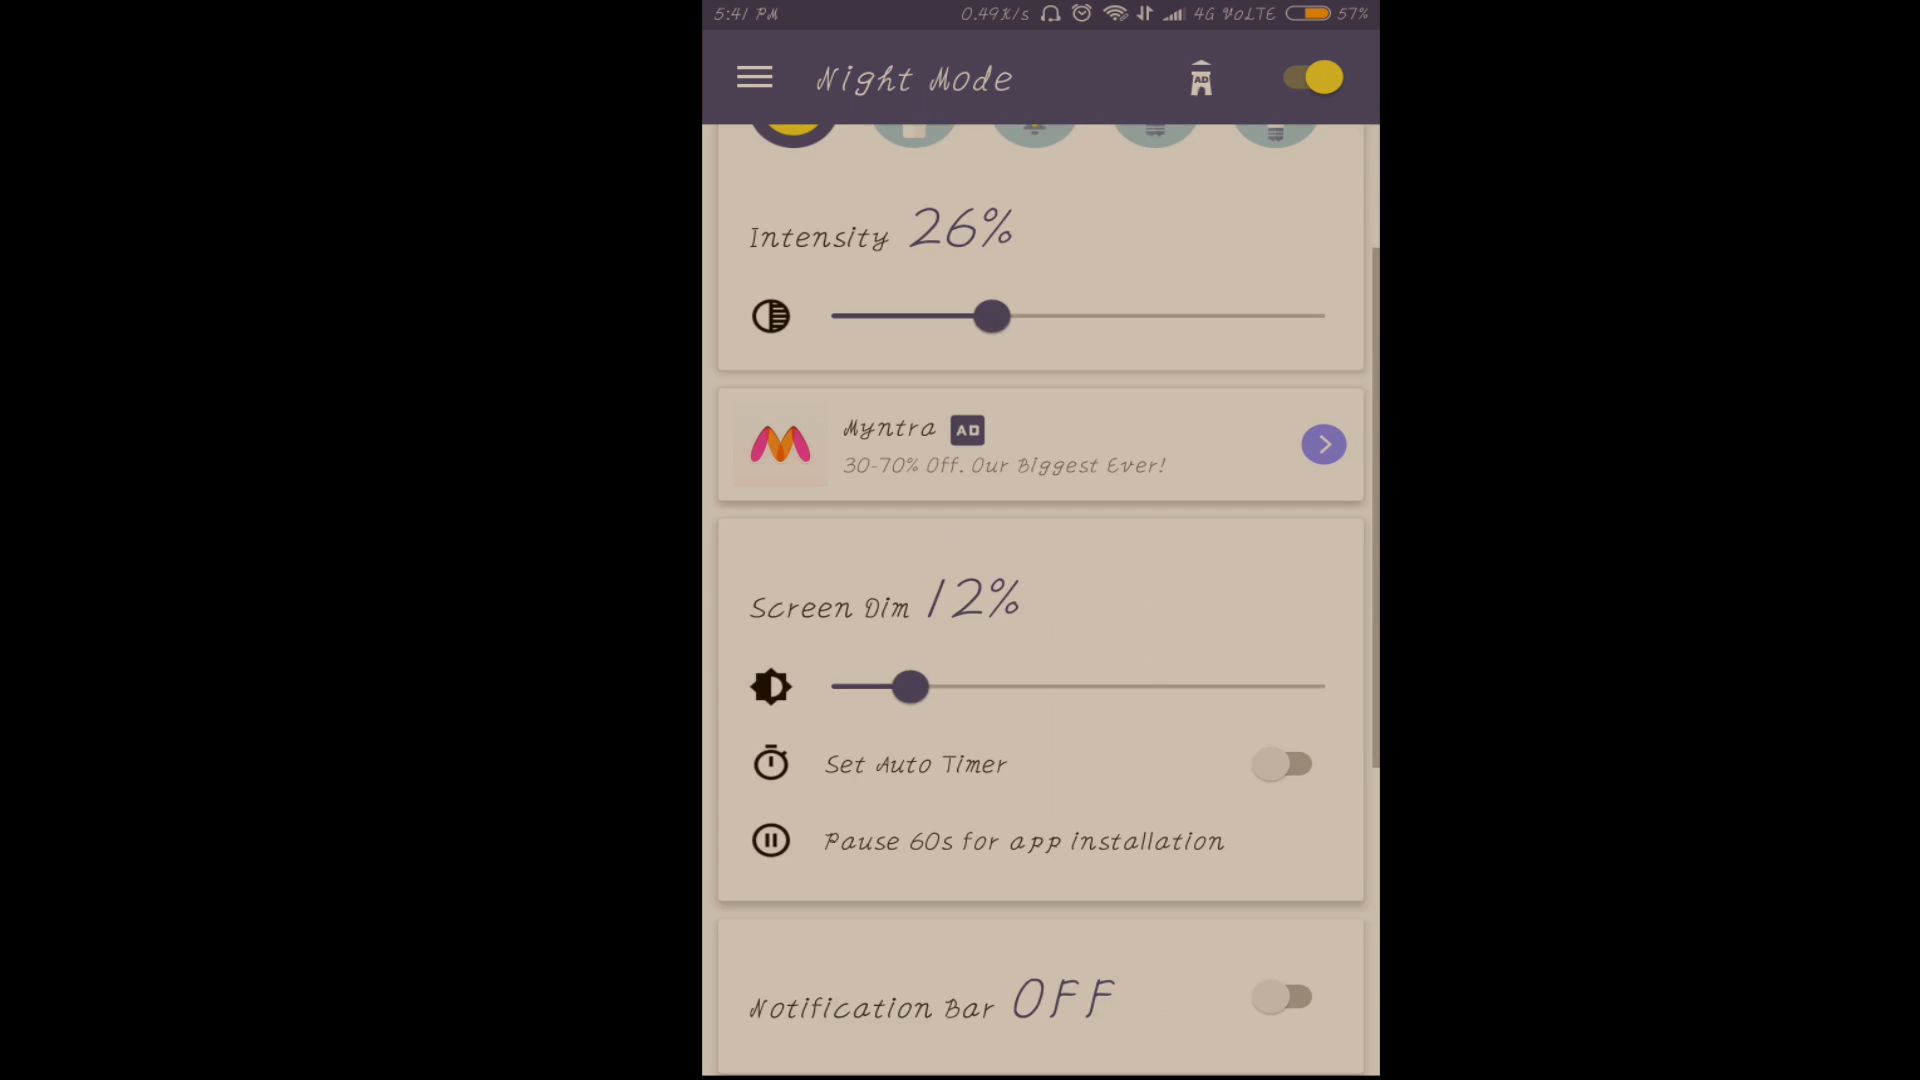 5:41 PM 0.49K/s 4G VoLTE 57%
Night Mode AD
Intensity 26%
Myntra AD
30-70% Off. Our Biggest Ever!
Screen Dim 12%
Set Auto Timer
Pause 60s for app installation
Notification Bar OFF